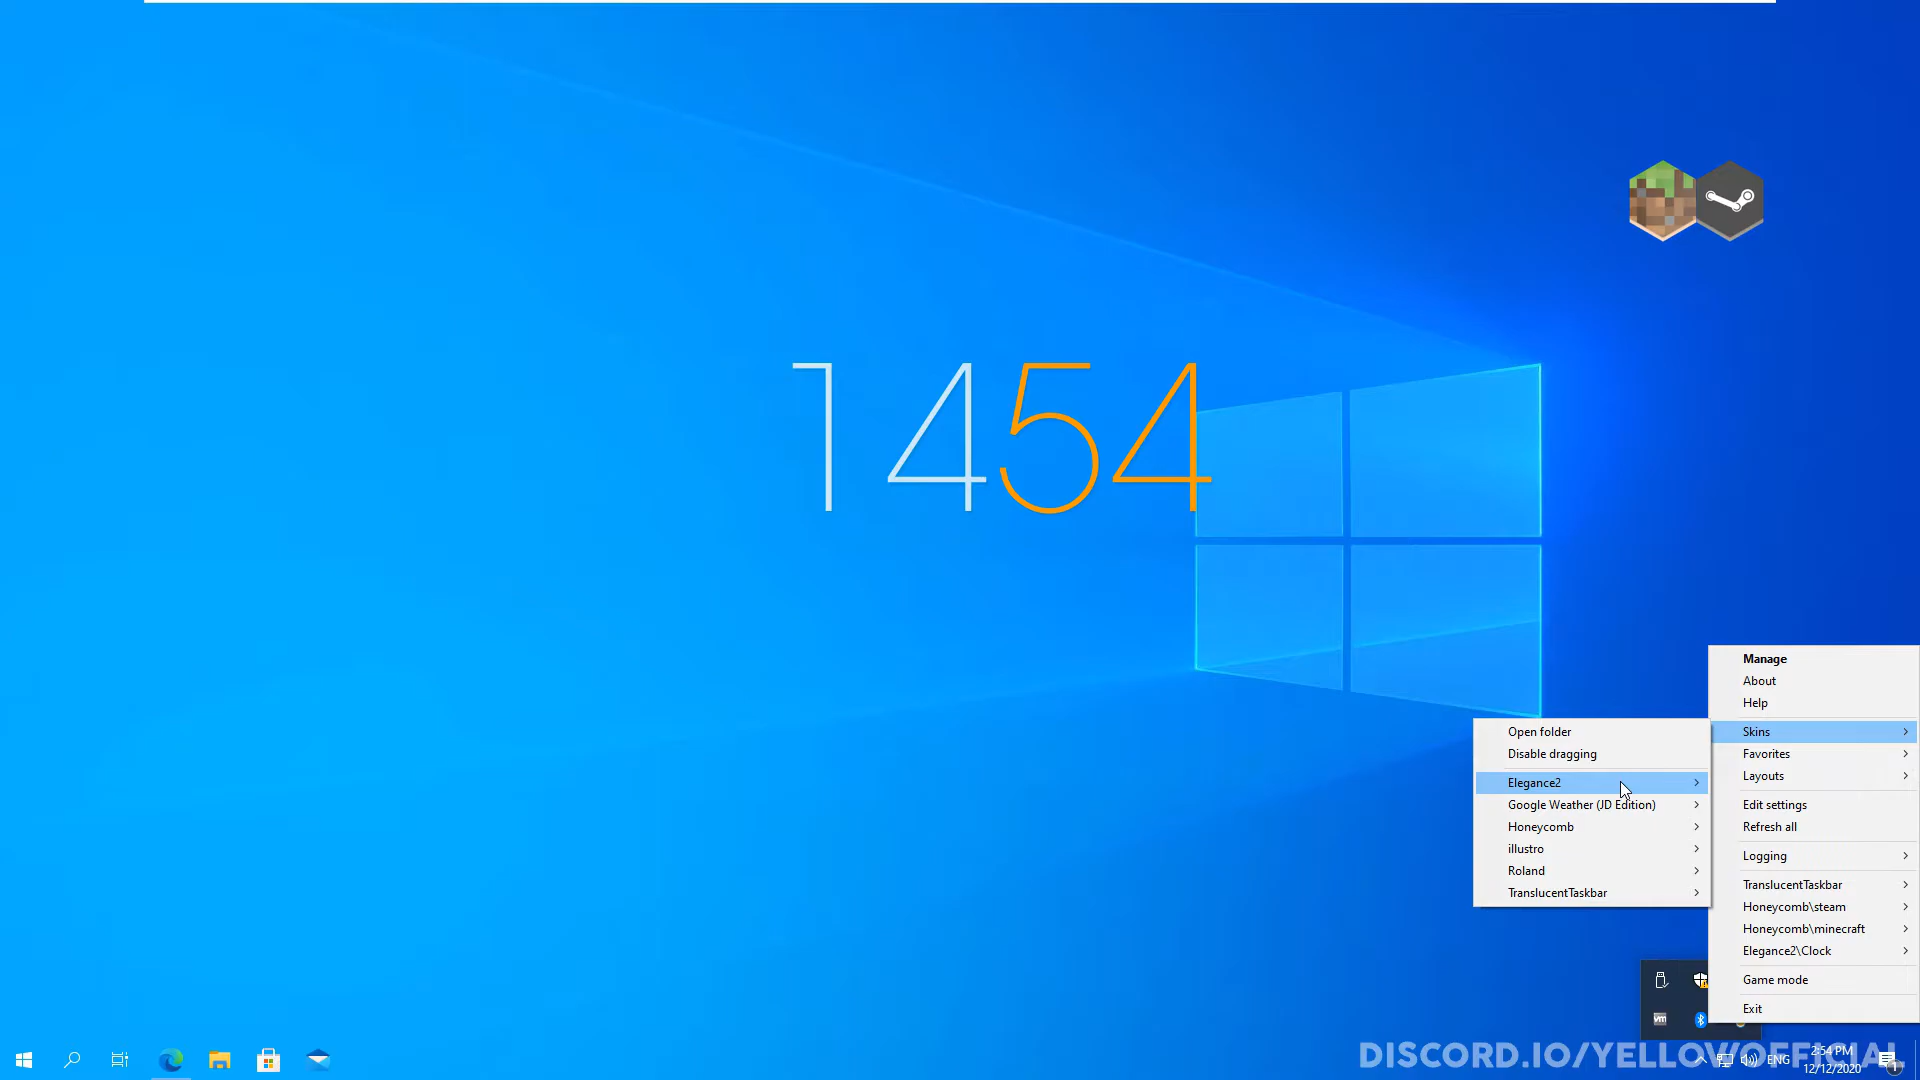 1454
Manage
About
Help
Skins
Favorites
Layouts
Edit settings
Refresh all
Logging
TranslucentTaskbar
Honeycomb\steam
Honeycomb\minecraft
Elegance2\Clock
Game mode
Exit
Open folder
Disable dragging
Elegance2
Google Weather (JD Edition)
Honeycomb
illustro
Roland
TranslucentTaskbar
vm
DISCORD.IO/YELLOWOFFICIAL
ENG
2:54 PM
12/12/2020
1